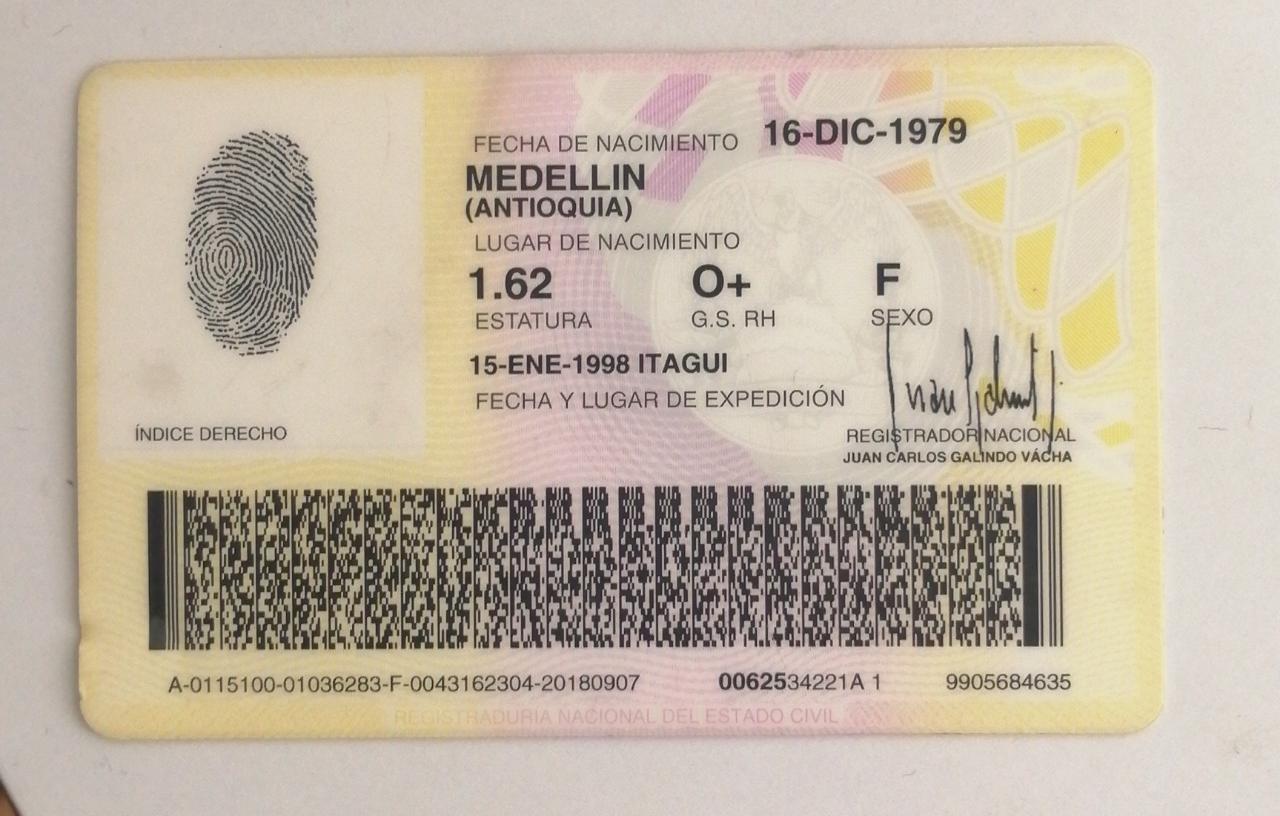 FECHA DE NACIMIENTO 16-DIC-1979
MEDELLIN
(ANTIOQUIA)
LUGAR DE NACIMIENTO
1.62 O+ F
ESTATURA G.S. RH SEXO
15-ENE-1998 ITAGUI
FECHA Y LUGAR DE EXPEDICIÓN
ÍNDICE DERECHO
REGISTRADOR NACIONAL
JUAN CARLOS GALINDO VÁCHA
A-0115100-01036283-F-0043162304-20180907 0062534221A 1 9905684635
REGISTRADURIA NACIONAL DEL ESTADO CIVIL